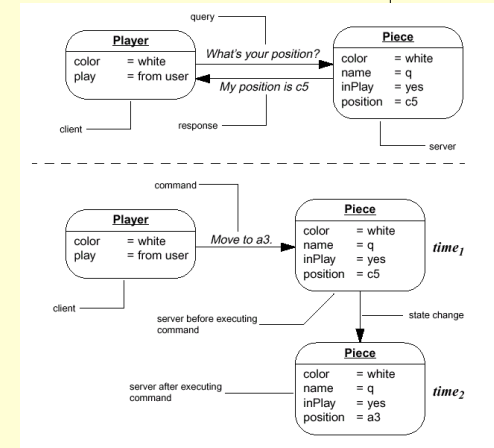 query
Player
color = white
play = from user
What's your position?
My position is c5
Piece
color = white
name = q
inPlay = yes
position = c5
client
response
server
command
Player
color = white
play = from user
Move to a3.
Piece
color = white
name = q
inPlay = yes
position = c5
time1
client
server before executing
command
state change
Piece
color = white
name = q
inPlay = yes
position = a3
server after executing
command
time2